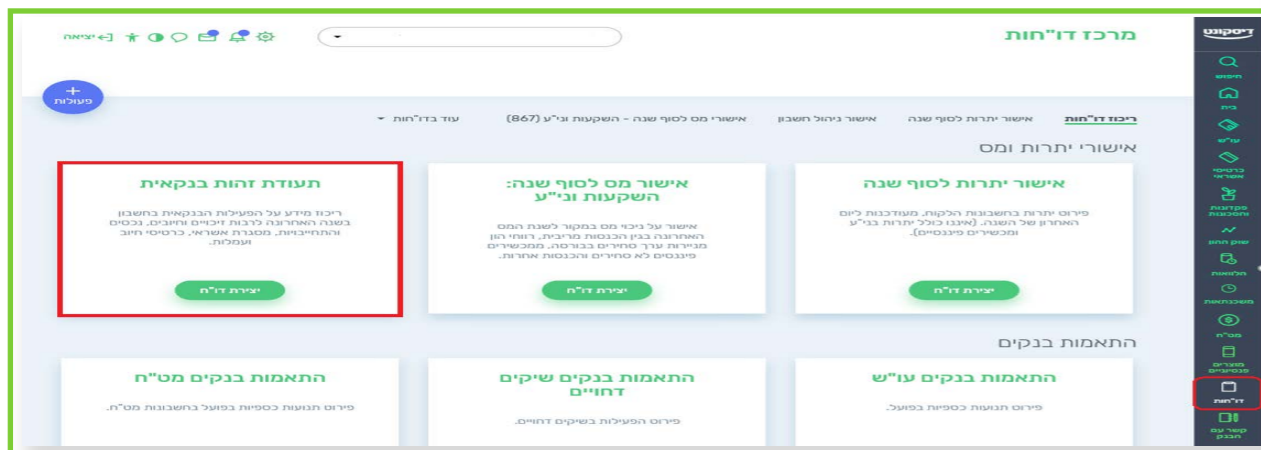 דיסקונט
חיפוש
בית
עו"ש
כרטיסי
אשראי
פקדונות
וחסכונות
שוק ההון
הלוואות
משכנתאות
מט"ח
מוצרים
פנסיוניים
דו"חות
קשר עם
הבנק
מרכז דו"חות
יציאה
פעולות
ריכוז דו"חות
אישור יתרות לסוף שנה
אישור ניהול חשבון
אישורי מס לסוף שנה - השקעות וני"ע (867)
עוד בדו"חות
אישורי יתרות ומס
אישור יתרות לסוף שנה
פירוט יתרות בחשבונות הלקוח, מעודכנות ליום
האחרון של השנה. (איננו כולל יתרות בני"ע
ומכשירים פיננסיים).
יצירת דו"ח
אישור מס לסוף שנה:
השקעות וני"ע
אישור על ניכוי מס במקור לשנת המס
האחרונה בגין הכנסות מריבית, רווחי הון
מניירות ערך סחירים בבורסה, ממכשירים
פיננסים לא סחירים והכנסות אחרות.
יצירת דו"ח
תעודת זהות בנקאית
ריכוז מידע על הפעילות הבנקאית בחשבון
בשנה האחרונה לרבות זיכויים וחיובים, נכסים
והתחייבויות, מסגרת אשראי, כרטיסי חיוב
ועמלות.
יצירת דו"ח
התאמות בנקים
התאמות בנקים עו"ש
פירוט תנועות כספיות בפועל.
התאמות בנקים שיקים
דחויים
פירוט הפעילות בשיקים דחויים.
התאמות בנקים מט"ח
פירוט תנועות כספיות בפועל בחשבונות מט"ח.